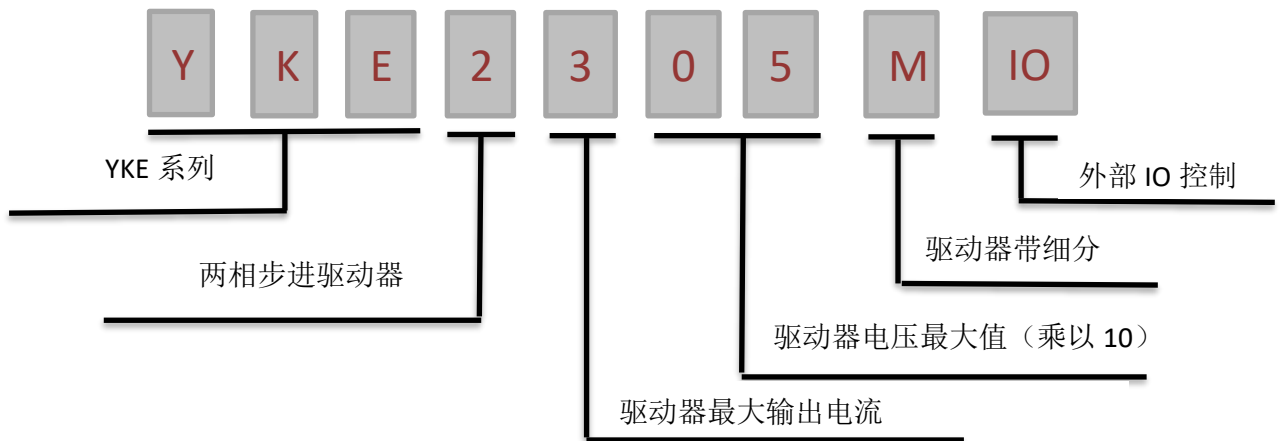 Y K E 2 3 0 5 M IO
YKE 系列
外部 IO 控制
两相步进驱动器
驱动器带细分
驱动器电压最大值（乘以 10）
驱动器最大输出电流